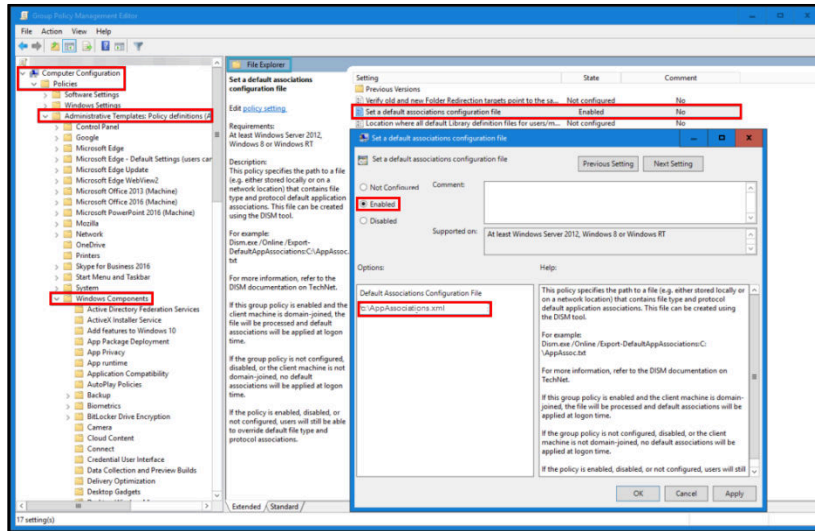 Group Policy Management Editor
File Action View Help
Computer Configuration
Policies
Software Settings
Windows Settings
Administrative Templates: Policy definitions (A
Control Panel
Google
Microsoft Edge
Microsoft Edge - Default Settings (users car
Microsoft Edge Update
Microsoft Edge WebView2
Microsoft Office 2013 (Machine)
Microsoft Office 2016 (Machine)
Microsoft PowerPoint 2016 (Machine)
Mozilla
Network
OneDrive
Printers
Skype for Business 2016
Start Menu and Taskbar
System
Windows Components
Active Directory Federation Services
ActiveX Installer Service
Add features to Windows 10
App Package Deployment
App Privacy
App runtime
Application Compatibility
AutoPlay Policies
Backup
Biometrics
BitLocker Drive Encryption
Camera
Cloud Content
Connect
Credential User Interface
Data Collection and Preview Builds
Delivery Optimization
Desktop Gadgets
17 setting(s)
File Explorer
Set a default associations
configuration file
Edit policy setting
Requirements:
At least Windows Server 2012,
Windows 8 or Windows RT
Description:
This policy specifies the path to a file
(e.g. either stored locally or on a
network location) that contains file
type and protocol default application
associations. This file can be created
using the DISM tool.
For example:
Dism.exe /Online /Export-
DefaultAppAssociations:C:\AppAssoc.
txt
For more information, refer to the
DISM documentation on TechNet.
If this group policy is enabled and the
client machine is domain-joined, the
file will be processed and default
associations will be applied at logon
time.
If the group policy is not configured,
disabled, or the client machine is not
domain-joined, no default
associations will be applied at logon
time.
If the policy is enabled, disabled, or
not configured, users will still be able
to override default file type and
protocol associations.
Extended Standard
Setting State Comment
Previous Versions
Verify old and new Folder Redirection targets point to the sa... Not configured No
Set a default associations configuration file Enabled No
Location where all default Library definition files for users/m... Not configured No
Set a default associations configuration file
Set a default associations configuration file
Previous Setting Next Setting
Not Configured Comment:
Enabled
Disabled
Supported on: At least Windows Server 2012, Windows 8 or Windows RT
Options: Help:
Default Associations Configuration File
c:\AppAssociations.xml
This policy specifies the path to a file (e.g. either stored locally or
on a network location) that contains file type and protocol
default application associations. This file can be created using
the DISM tool.
For example:
Dism.exe /Online /Export-DefaultAppAssociations:C:
\AppAssoc.txt
For more information, refer to the DISM documentation on
TechNet.
If this group policy is enabled and the client machine is domain-
joined, the file will be processed and default associations will be
applied at logon time.
If the group policy is not configured, disabled, or the client
machine is not domain-joined, no default associations will be
applied at logon time.
If the policy is enabled, disabled, or not configured, users will still
OK Cancel Apply